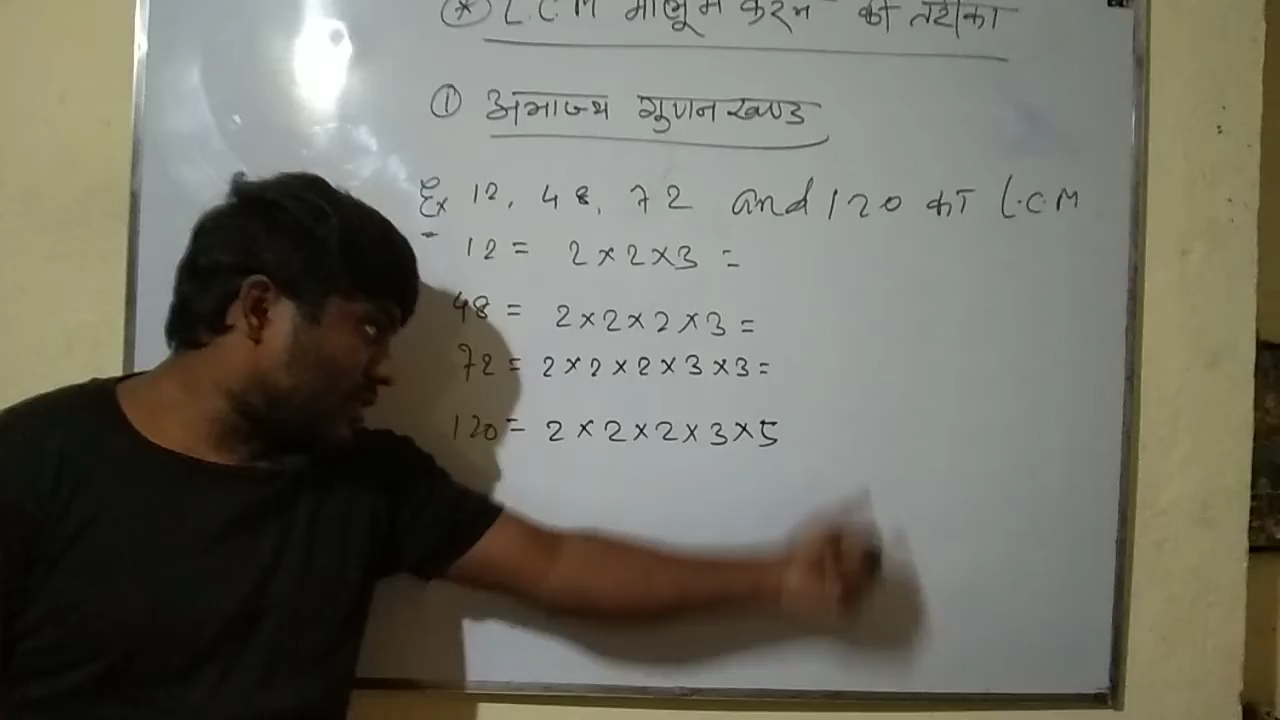 * L.C.M मालूम करने की तरीका
① अभाज्य गुणनखण्ड
Ex 12, 48, 72 and 120 का L.C.M
12 = 2×2×3 =
48 = 2×2×2×3=
72 = 2×2×2×3×3=
120= 2×2×2×3×5